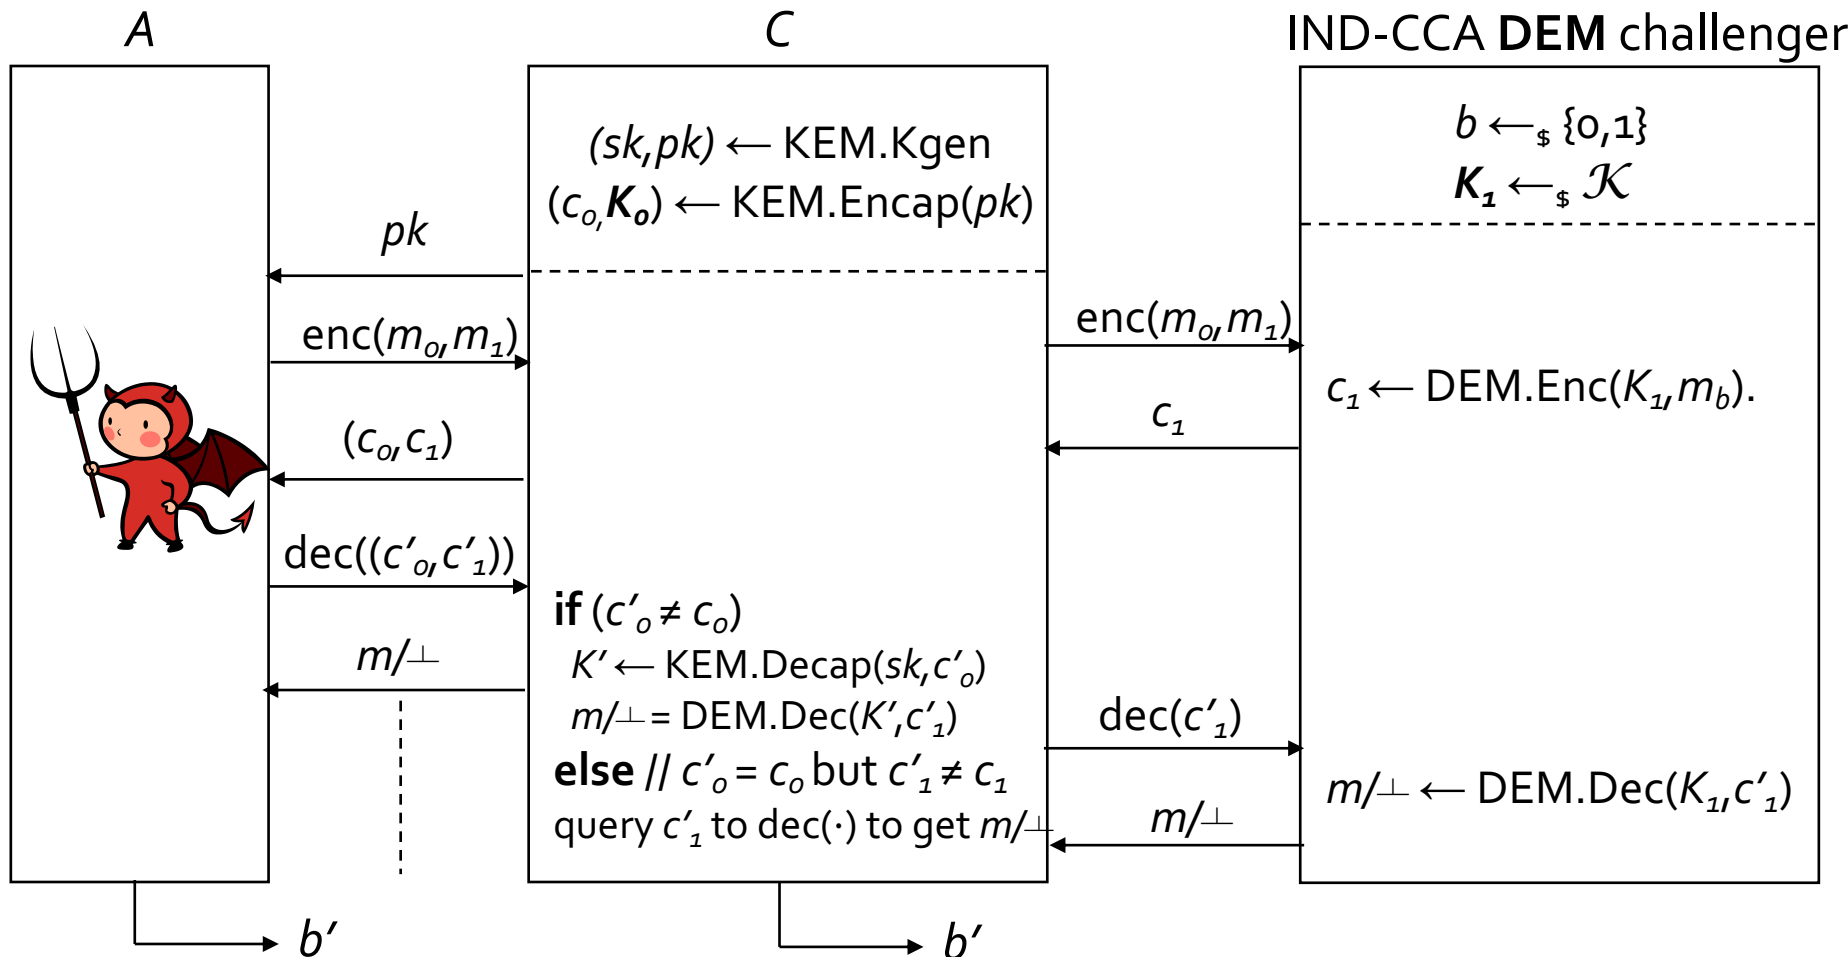 A
C
IND-CCA DEM challenger
(sk,pk) ← KEM.Kgen
(c₀,K₀) ← KEM.Encap(pk)
b ←$ {0,1}
K₁ ←$ 𝒦
pk
enc(m₀,m₁)
enc(m₀,m₁)
c₁ ← DEM.Enc(K₁,m_b).
c₁
(c₀,c₁)
dec((c′₀,c′₁))
if (c′₀ ≠ c₀)
m/⊥
K′ ← KEM.Decap(sk,c′₀)
m/⊥ = DEM.Dec(K′,c′₁)
dec(c′₁)
else // c′₀ = c₀ but c′₁ ≠ c₁
m/⊥ ← DEM.Dec(K₁,c′₁)
query c′₁ to dec(·) to get m/⊥
m/⊥
b′
b′